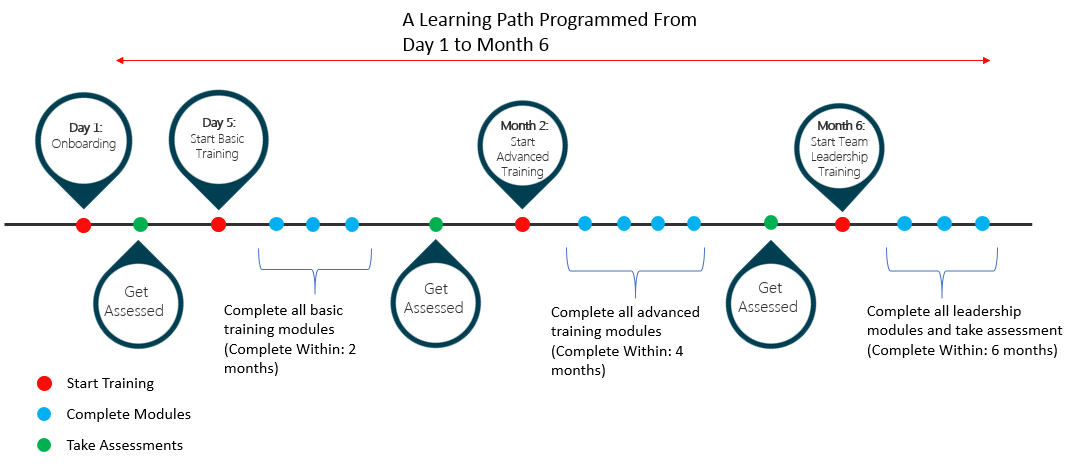 A Learning Path Programmed From
Day 1 to Month 6
Day 1:
Onboarding
Day 5:
Start Basic
Training
Month 2:
Start
Advanced
Training
Month 6:
Start Team
Leadership
Training
Get
Assessed
Complete all basic
training modules
(Complete Within: 2
months)
Get
Assessed
Complete all advanced
training modules
(Complete Within: 4
months)
Get
Assessed
Complete all leadership
modules and take assessment
(Complete Within: 6 months)
Start Training
Complete Modules
Take Assessments